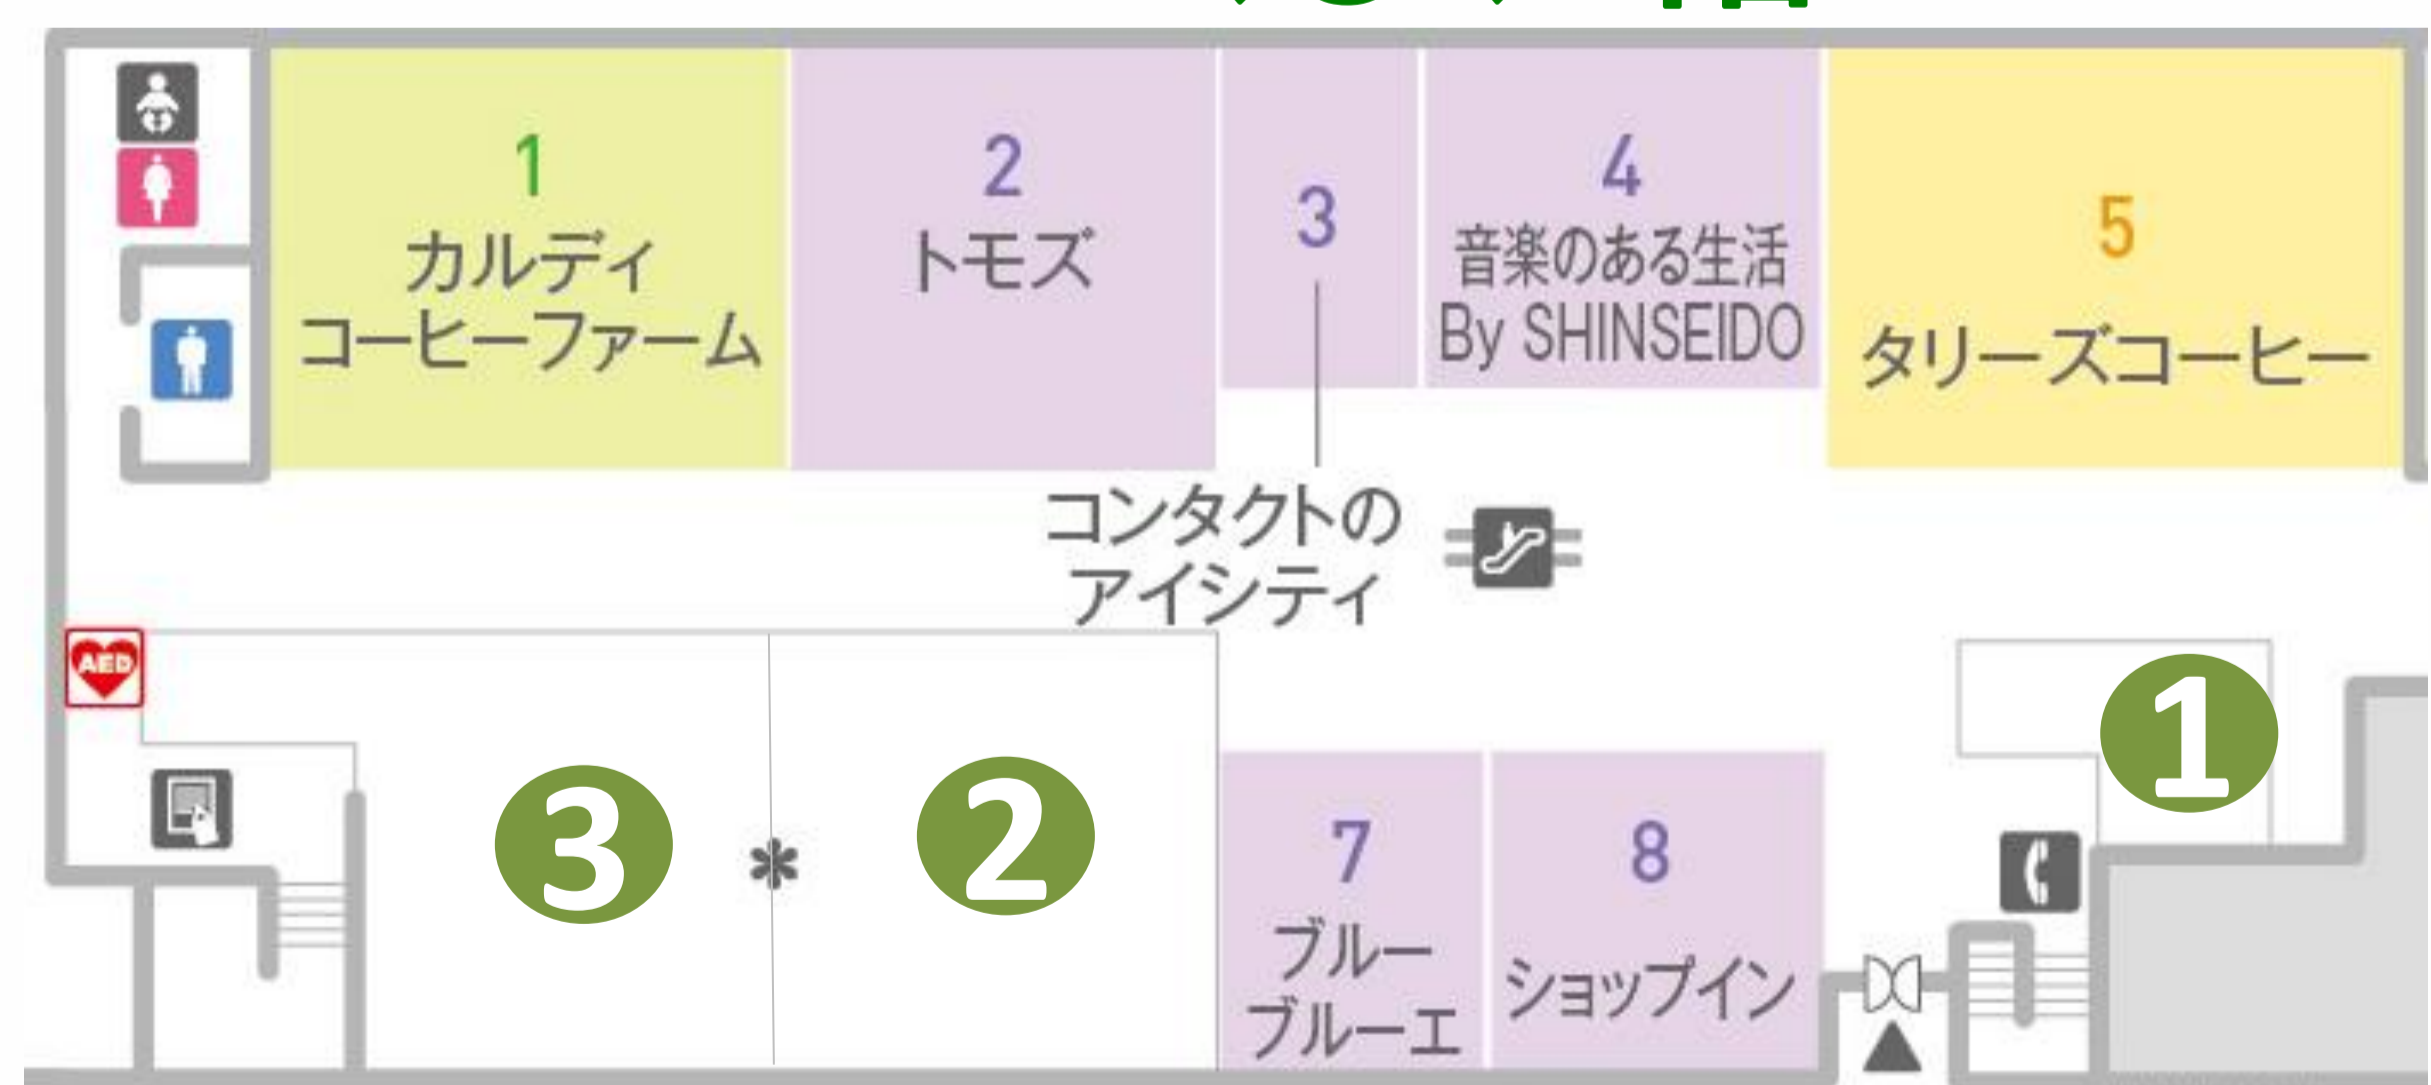 1
カルディ
コーヒーファーム
2
トモズ
3
コンタクトの
アイシティ
4
音楽のある生活
By SHINSEIDO
5
タリーズコーヒー
AED
3
*
2
1
7
ブルー
ブルーエ
8
ショップイン